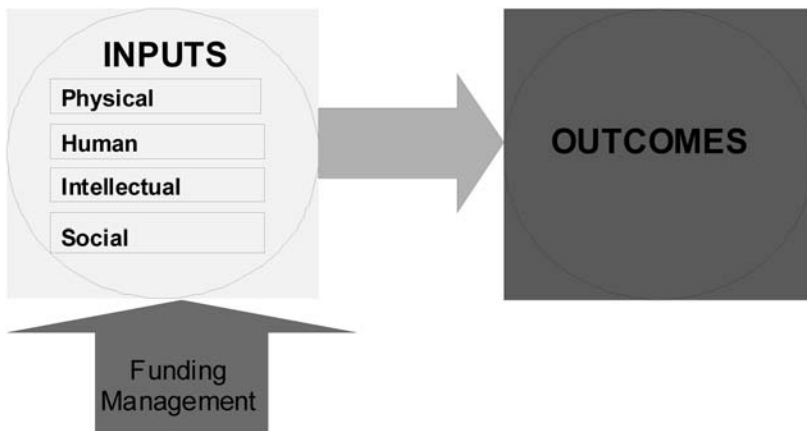 INPUTS
Physical
Human
Intellectual
Social
OUTCOMES
Funding
Management